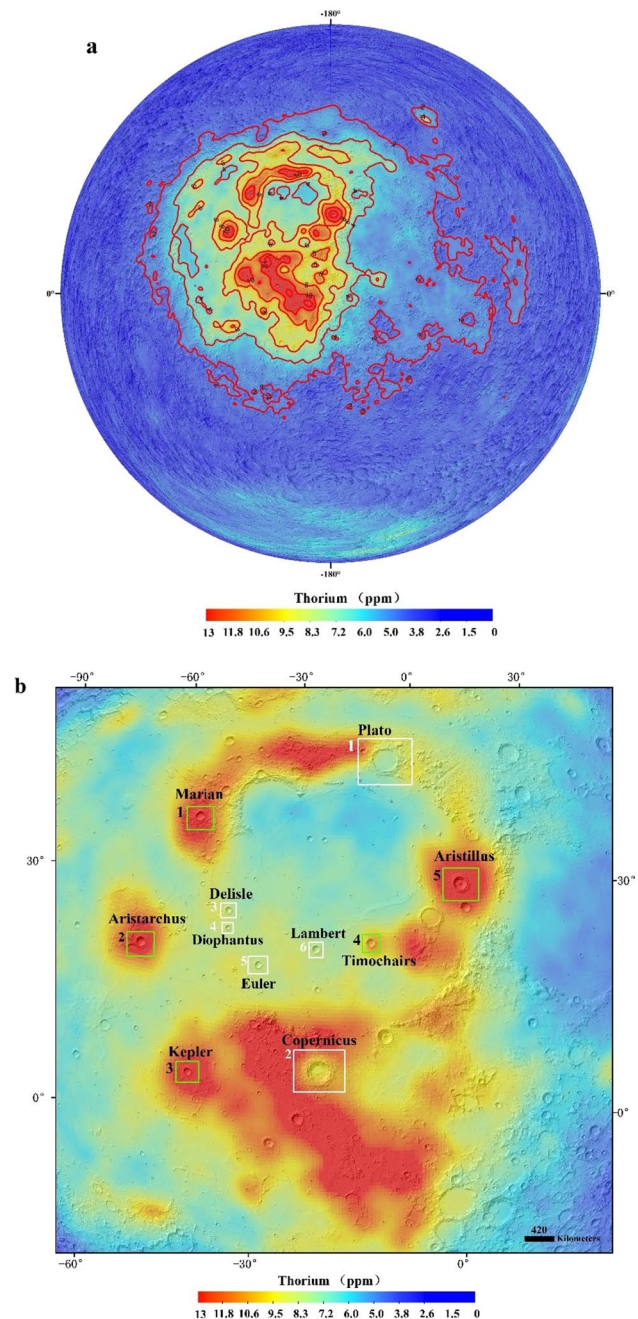 -180°
a
0°
0°
-180°
Thorium (ppm)
13 11.8 10.6 9.5 8.3 7.2 6.0 4.8 3.8 2.6 1.5 0
b
-90° -60° -30° 0° 30°
Plato
1
Marian
1
30°
30°
Aristillus
5
Delisle
3
Aristarchus
2
4
Diophantus
Lambert
6
4
Timochairs
5
Euler
Copernicus
2
Kepler
3
0°
0°
420
Kilometers
-60° -30° 0°
Thorium (ppm)
13 11.8 10.6 9.5 8.3 7.2 6.0 4.8 3.8 2.6 1.5 0